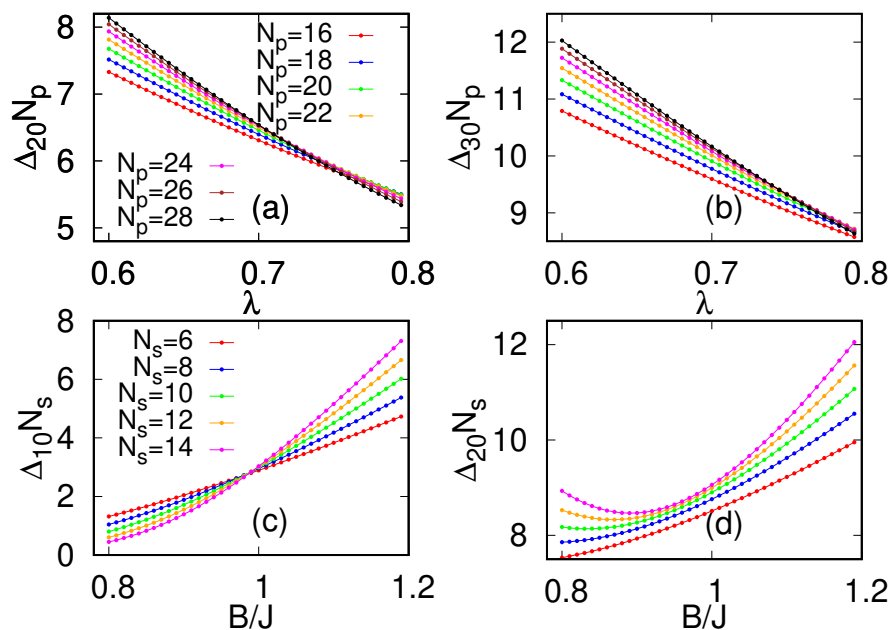 8
7
6
5
Δ20Np
Np=16
Np=18
Np=20
Np=22
Np=24
Np=26
Np=28
(a)
0.6
0.7
0.8
λ
12
11
10
9
Δ30Np
(b)
0.6
0.7
0.8
λ
8
6
4
2
0
Δ10Ns
Ns=6
Ns=8
Ns=10
Ns=12
Ns=14
(c)
0.8
1
1.2
B/J
12
10
8
Δ20Ns
(d)
0.8
1
1.2
B/J